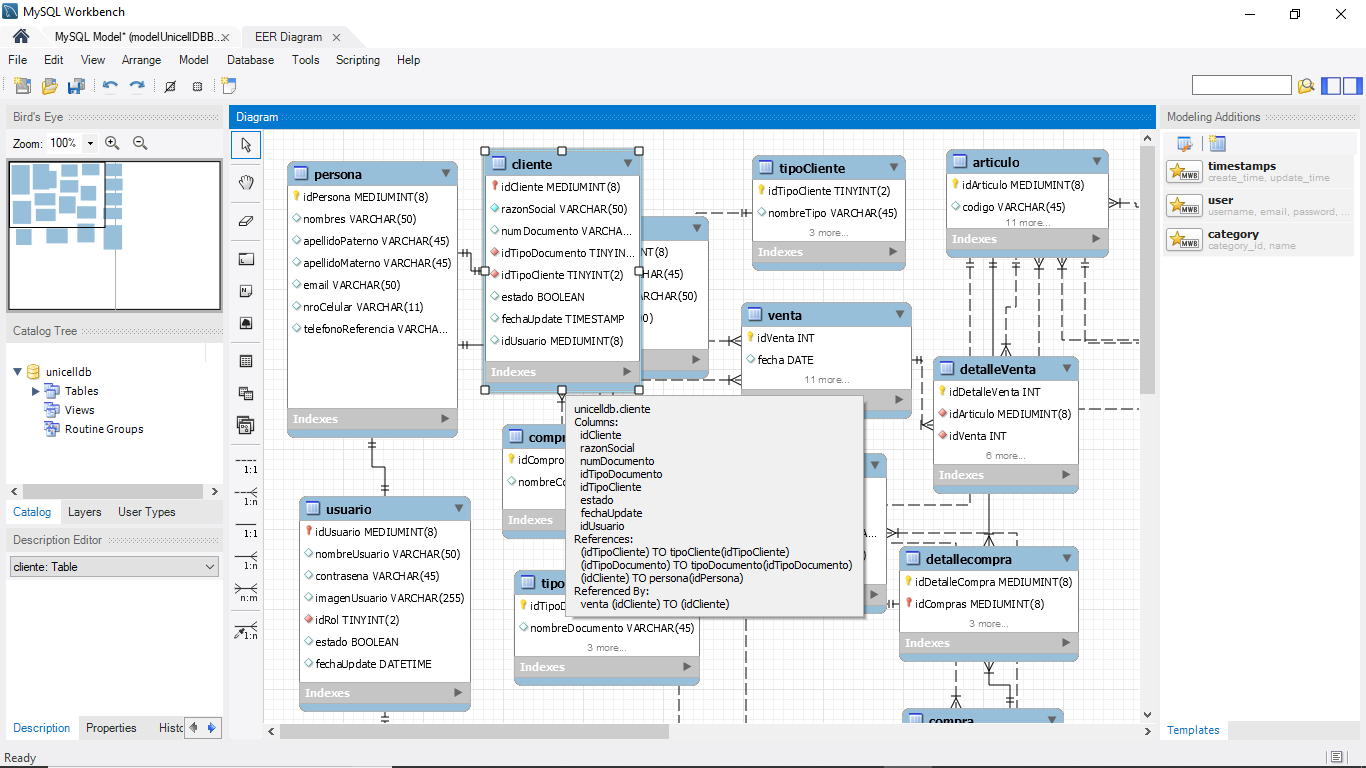 MySQL Workbench
MySQL Model* (modelUnicellDBB...
EER Diagram
File Edit View Arrange Model Database Tools Scripting Help
Bird's Eye
Zoom: 100%
Catalog Tree
unicelldb
Tables
Views
Routine Groups
Catalog Layers User Types
Description Editor
cliente: Table
Description Properties Histo
Ready
Diagram
1:1
1:n
1:1
1:n
n:m
1:n
persona
idPersona MEDIUMINT(8)
nombres VARCHAR(50)
apellidoPaterno VARCHAR(45)
apellidoMaterno VARCHAR(45)
email VARCHAR(50)
nroCelular VARCHAR(11)
telefonoReferencia VARCHA...
Indexes
usuario
idUsuario MEDIUMINT(8)
nombreUsuario VARCHAR(50)
contrasena VARCHAR(45)
imagenUsuario VARCHAR(255)
idRol TINYINT(2)
estado BOOLEAN
fechaUpdate DATETIME
Indexes
cliente
idCliente MEDIUMINT(8)
razonSocial VARCHAR(50)
numDocumento VARCHA...
idTipoDocumento TINYIN...
idTipoCliente TINYINT(2)
estado BOOLEAN
fechaUpdate TIMESTAMP
idUsuario MEDIUMINT(8)
Indexes
IT(8)
HAR(45)
RCHAR(50)
0)
compr
idCompro
nombreCo
Indexes
tipo
idTipoD
nombreDocumento VARCHAR(45)
3 more...
Indexes
unicelldb.cliente
Columns:
idCliente
razonSocial
numDocumento
idTipoDocumento
idTipoCliente
estado
fechaUpdate
idUsuario
References:
(idTipoCliente) TO tipoCliente(idTipoCliente)
(idTipoDocumento) TO tipoDocumento(idTipoDocumento)
(idCliente) TO persona(idPersona)
Referenced By:
venta (idCliente) TO (idCliente)
tipoCliente
idTipoCliente TINYINT(2)
nombreTipo VARCHAR(45)
3 more...
Indexes
venta
idVenta INT
fecha DATE
11 more...
articulo
idArticulo MEDIUMINT(8)
codigo VARCHAR(45)
11 more...
Indexes
detalleVenta
idDetalleVenta INT
idArticulo MEDIUMINT(8)
idVenta INT
6 more...
Indexes
A...
detallecompra
idDetalleCompra MEDIUMINT(8)
idCompras MEDIUMINT(8)
3 more...
Indexes
compra
Modeling Additions
timestamps
create_time, update_time
user
username, email, password, ...
category
category_id, name
Templates